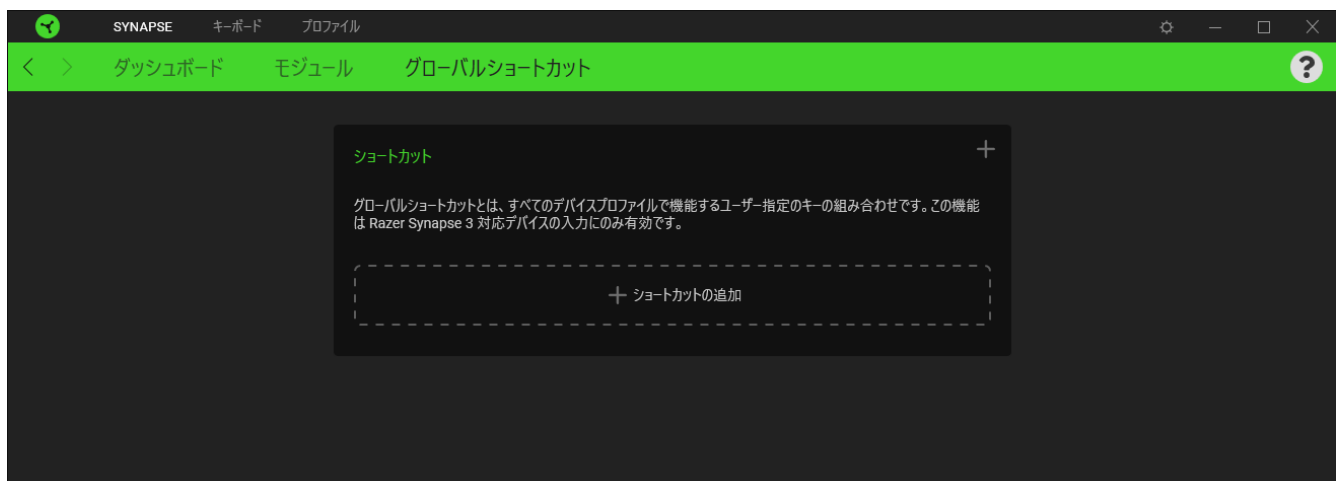 SYNAPSE キーボード プロファイル
ダッシュボード モジュール グローバルショートカット ?
ショートカット
グローバルショートカットとは、すべてのデバイスプロファイルで機能するユーザー指定のキーの組み合わせです。この機能
は Razer Synapse 3 対応デバイスの入力にのみ有効です。
ショートカットの追加